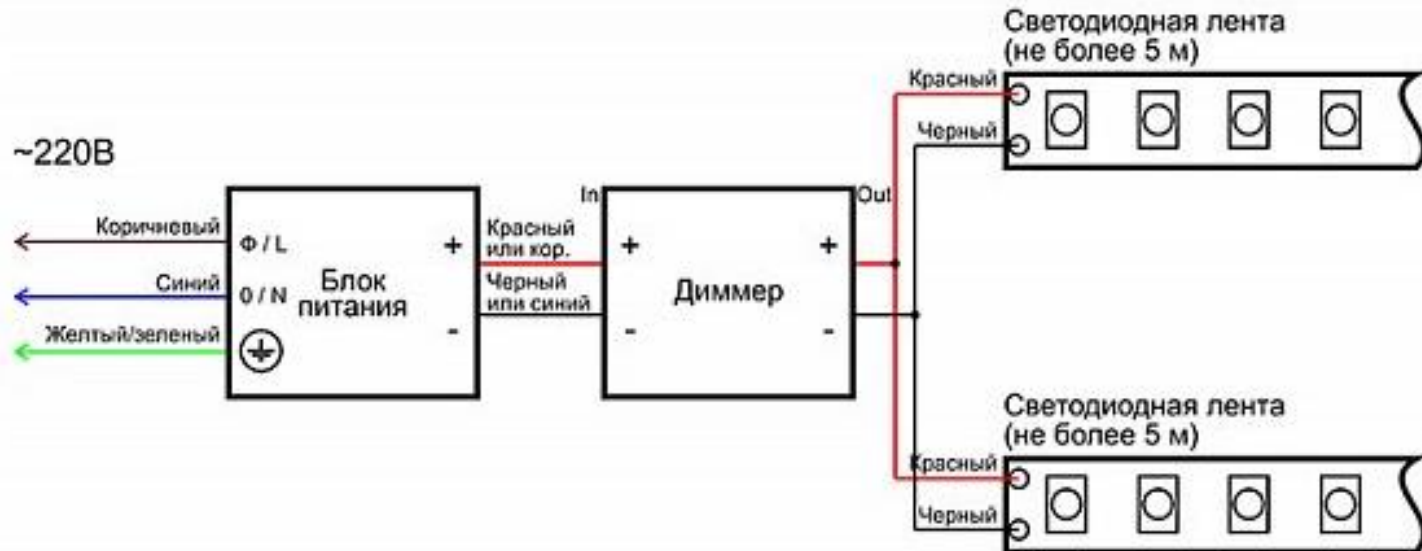 Светодиодная лента
(не более 5 м)
Красный
Черный
~220В
In
Out
Коричневый
Ф / L
+
Красный
или кор.
+
+
Синий
0 / N
Блок
питания
Черный
или синий
Диммер
Желтый/зеленый
-
-
-
Светодиодная лента
(не более 5 м)
Красный
Черный